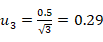 u₃ = 0.5/√3 = 0.29